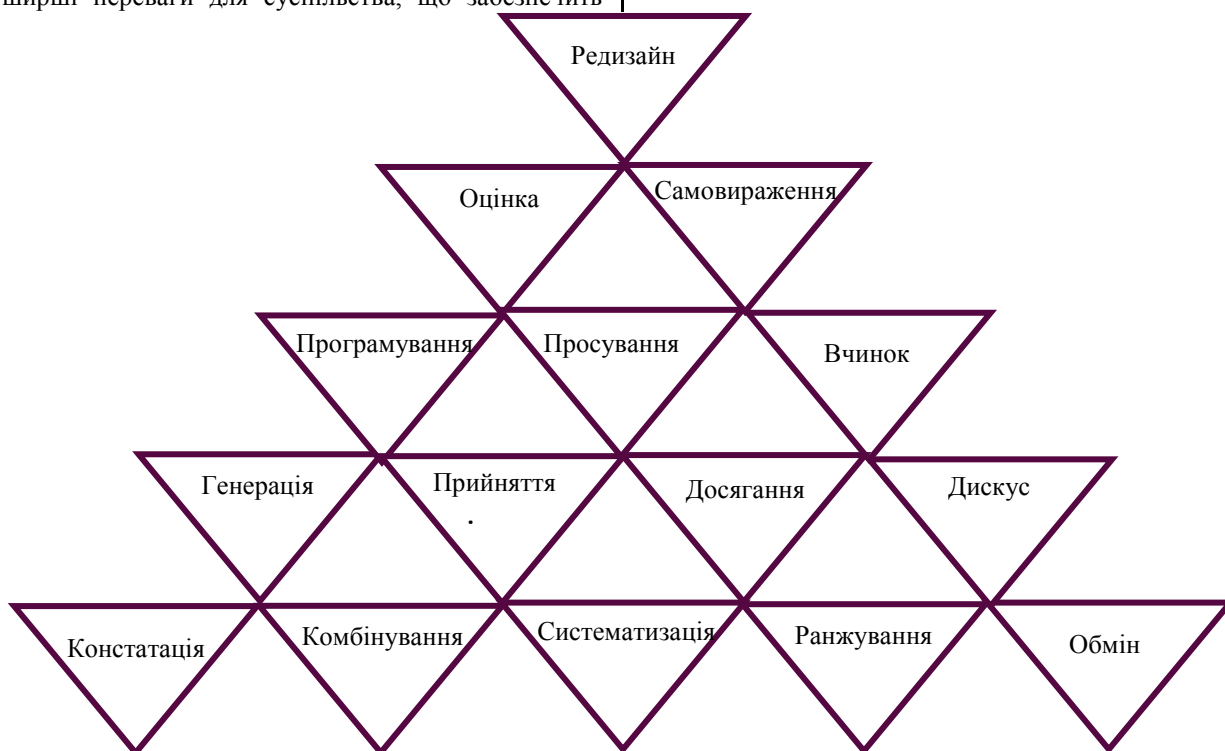 ширші переваги для суспільства, що забезпечить
Редизайн
Оцінка
Самовираження
Програмування
Просування
Вчинок
Генерація
Прийняття
.
Досягання
Дискус
Констатація
Комбінування
Систематизація
Ранжування
Обмін